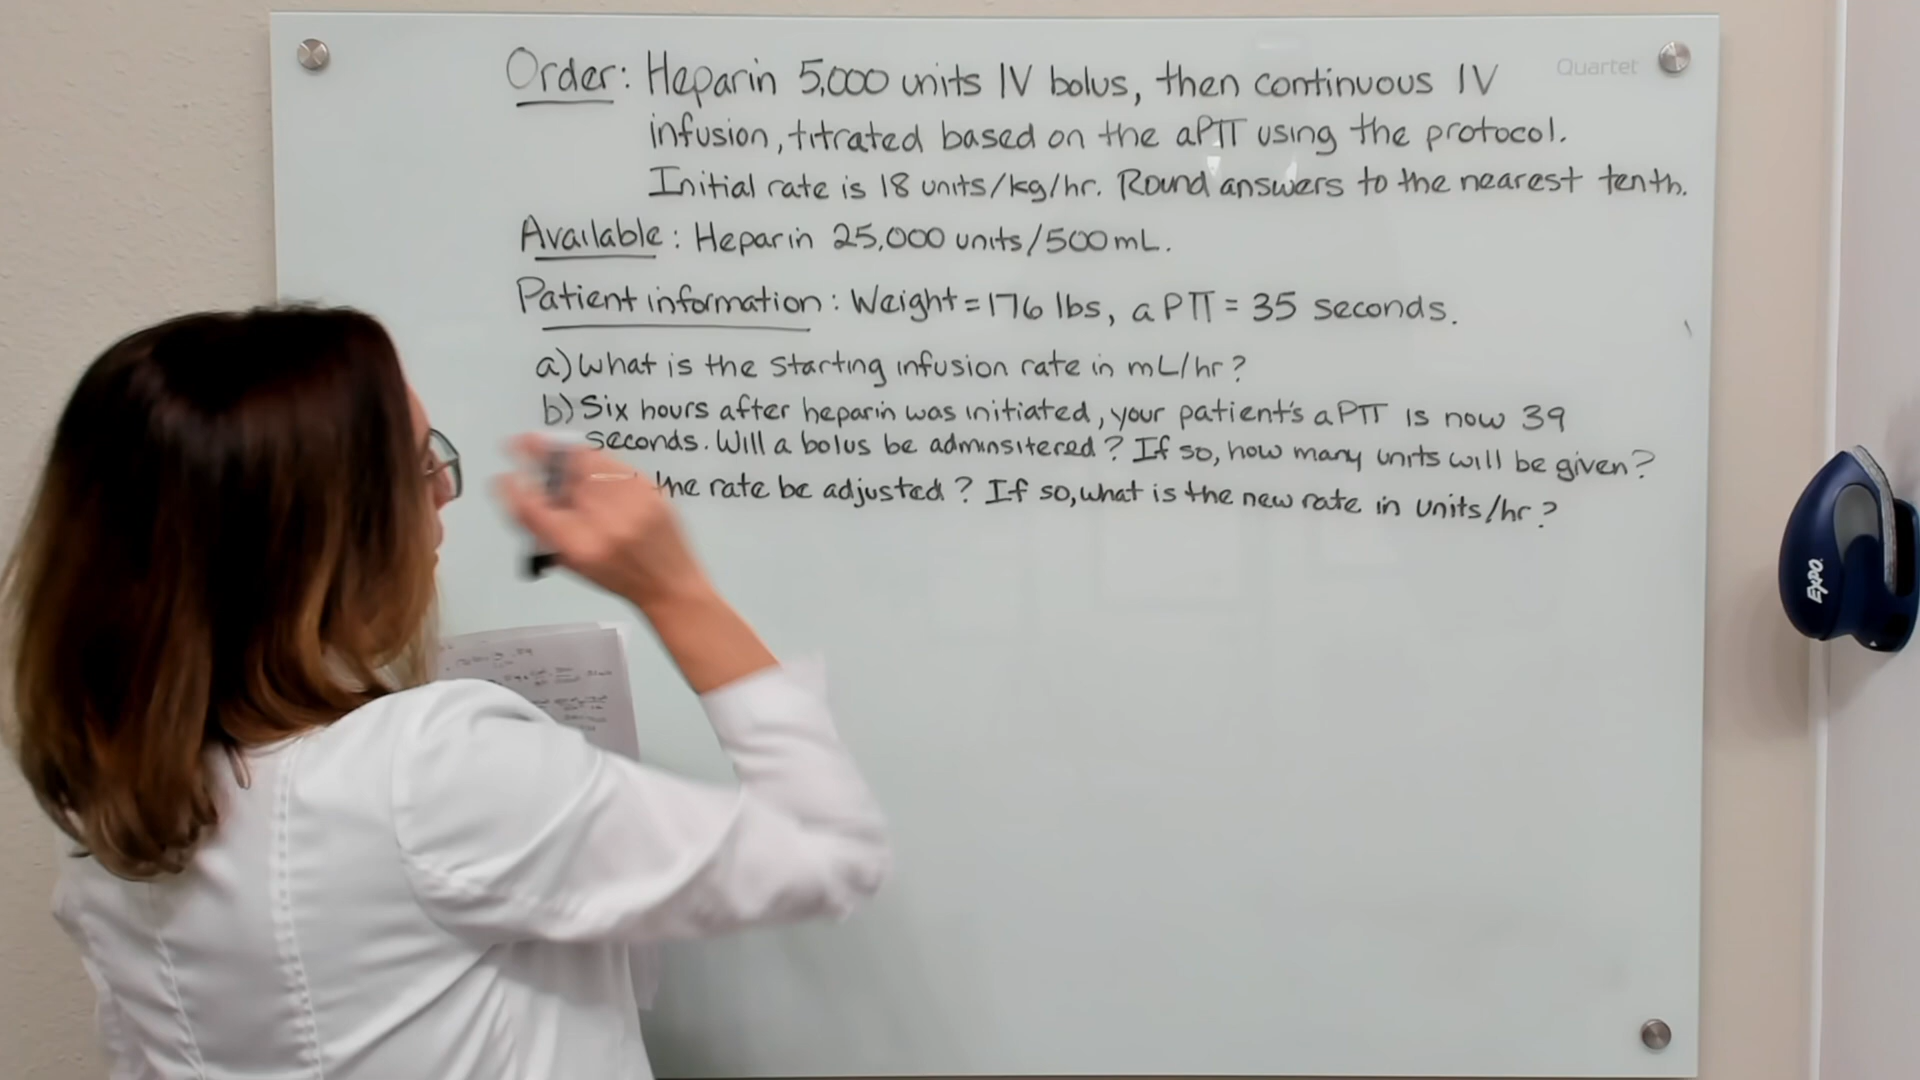 Quartet
Order: Heparin 5,000 units IV bolus, then continuous IV
infusion, titrated based on the aPTT using the protocol.
Initial rate is 18 units/kg/hr. Round answers to the nearest tenth.
Available: Heparin 25,000 units/500mL.
Patient information: Weight=176 lbs, aPTT = 35 seconds.
a) What is the starting infusion rate in mL/hr?
b) Six hours after heparin was initiated, your patient's aPTT is now 39
seconds. Will a bolus be adminsitered? If so, how many units will be given?
the rate be adjusted? If so, what is the new rate in units/hr?
EXPO